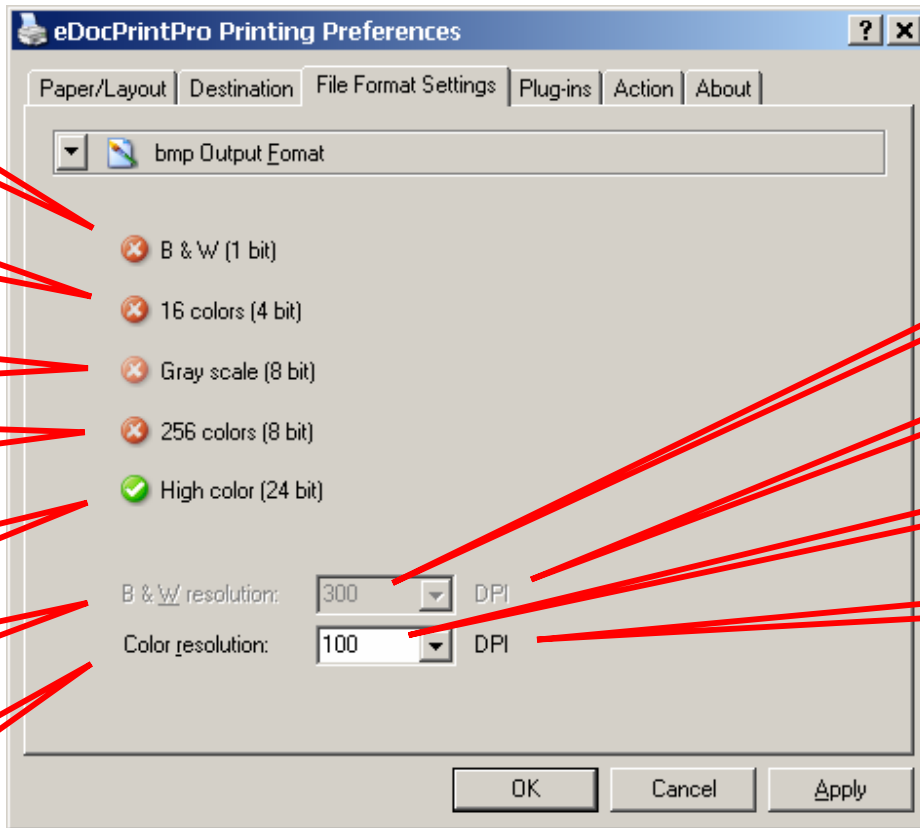 eDocPrintPro Printing Preferences
Paper/Layout Destination File Format Settings Plug-ins Action About
bmp Output Fomat
B & W (1 bit)
16 colors (4 bit)
Gray scale (8 bit)
256 colors (8 bit)
High color (24 bit)
B & W resolution: 300 DPI
Color resolution: 100 DPI
OK Cancel Apply